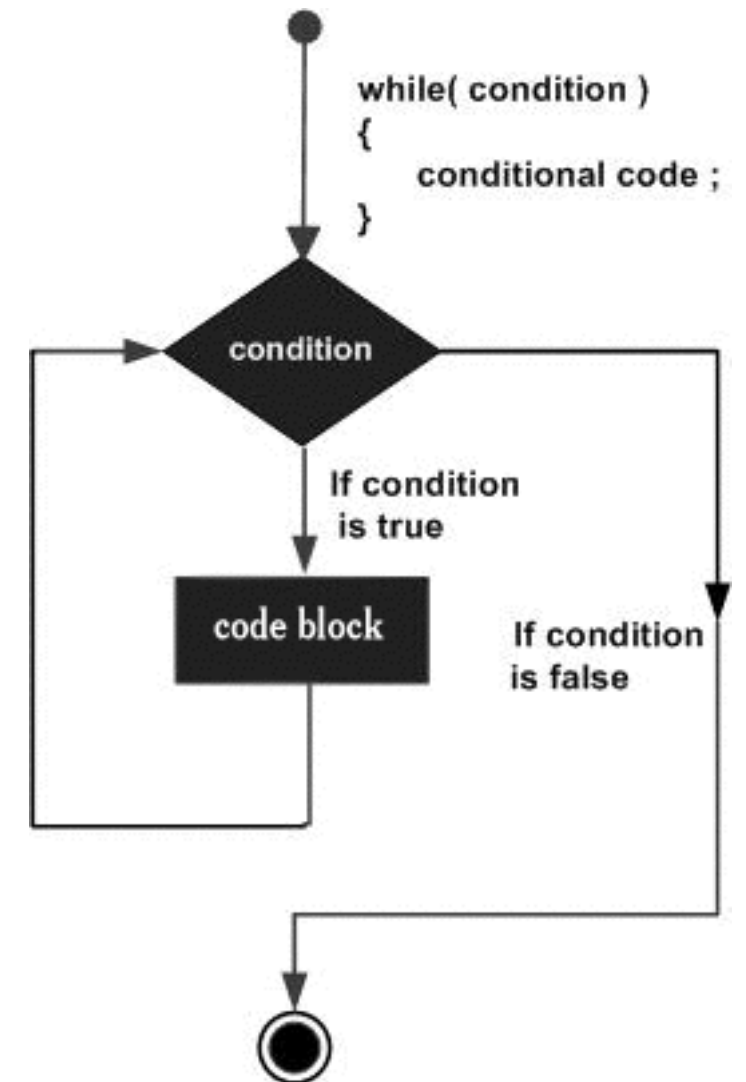 while( condition )
{
conditional code ;
}
condition
If condition
is true
code block
If condition
is false